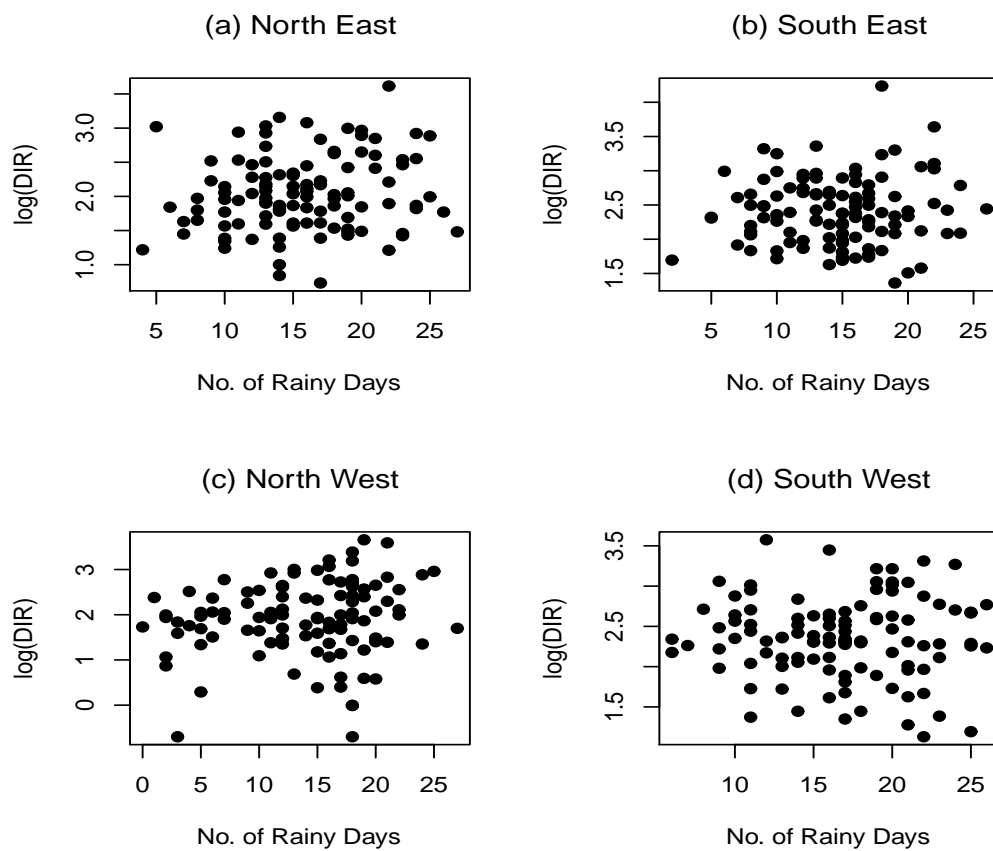 (a) North East
log(DIR)
1.0 2.0 3.0
5 10 15 20 25
No. of Rainy Days
(b) South East
log(DIR)
1.5 2.5 3.5
5 10 15 20 25
No. of Rainy Days
(c) North West
log(DIR)
0 1 2 3
0 5 10 15 20 25
No. of Rainy Days
(d) South West
log(DIR)
1.5 2.5 3.5
10 15 20 25
No. of Rainy Days